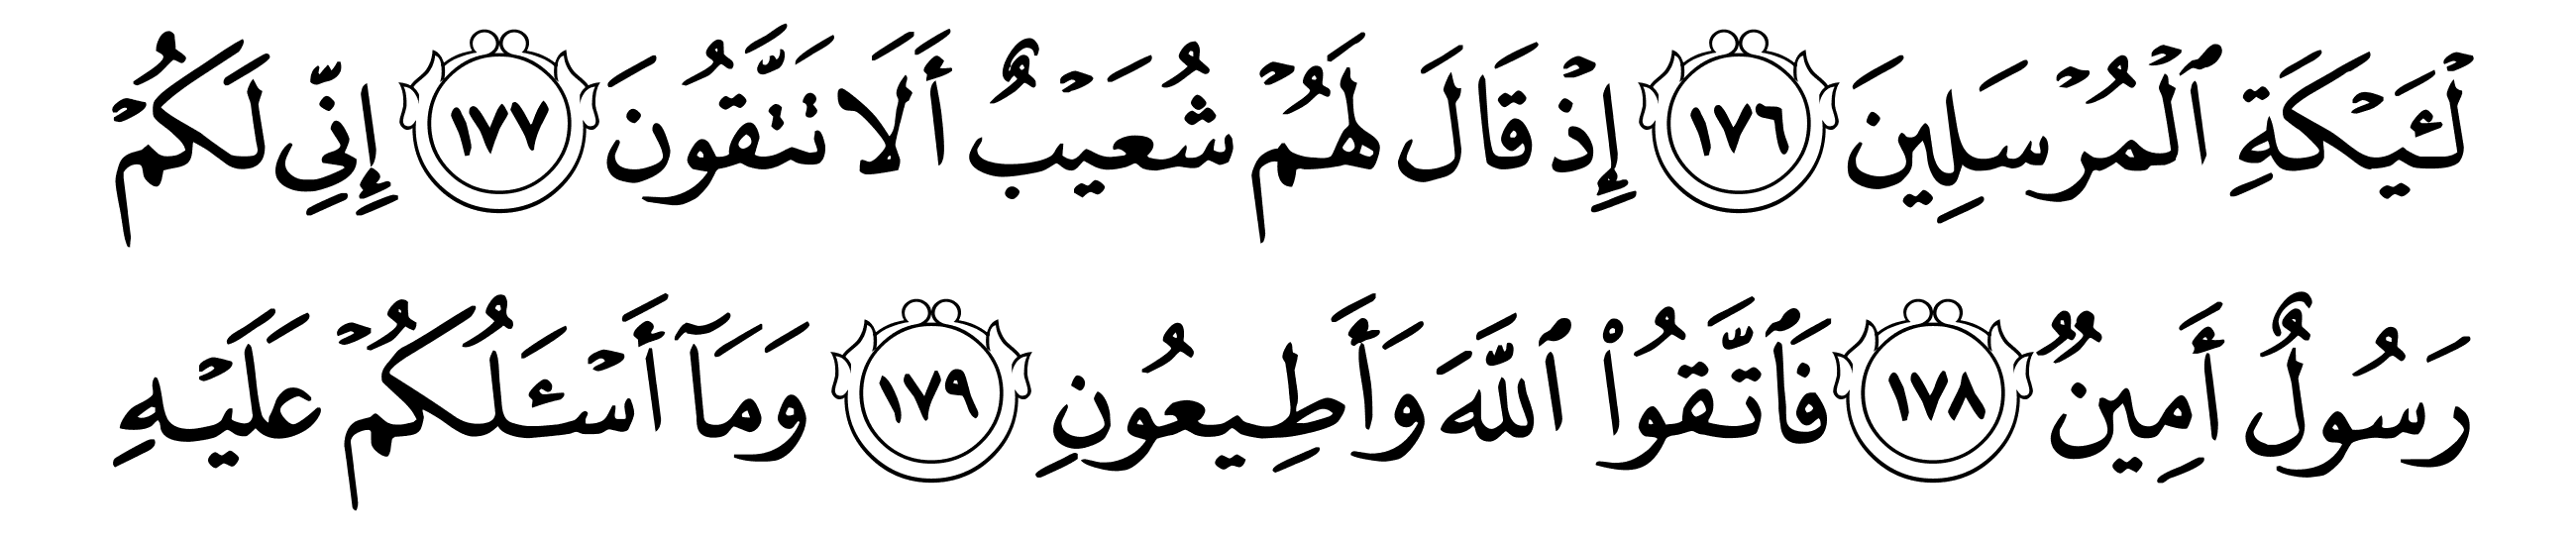 لْـَٔيْكَةِ ٱلْمُرْسَلِينَ ١٧٦ إِذْ قَالَ لَهُمْ شُعَيْبٌ أَلَا تَتَّقُونَ ١٧٧ إِنِّي لَكُمْ
رَسُولٌ أَمِينٌ ١٧٨ فَٱتَّقُوا۟ ٱللَّهَ وَأَطِيعُونِ ١٧٩ وَمَآ أَسْـَٔلُكُمْ عَلَيْهِ